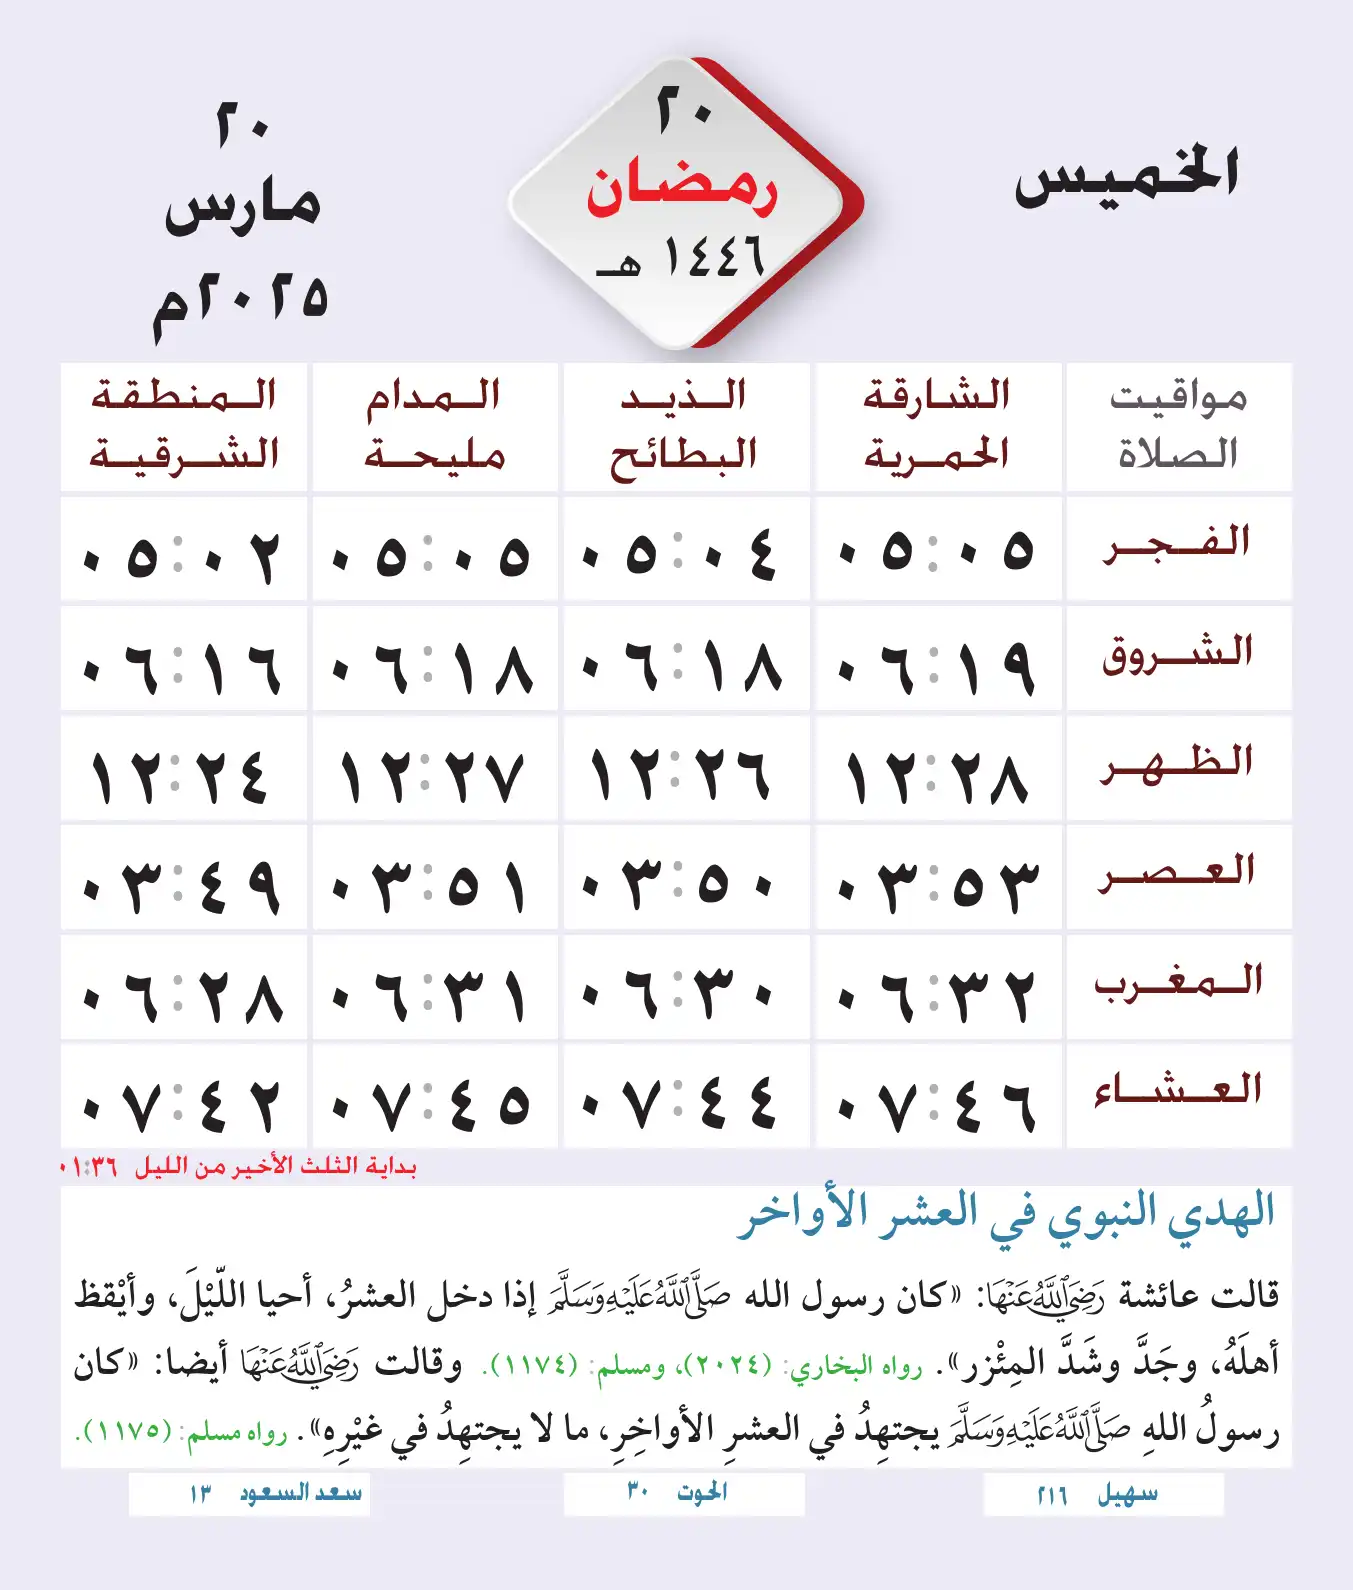 الخميس
٢٠
رمضان
١٤٤٦ هـ
٢٠
مارس
٢٠٢٥م
مواقيت الصلاة الشارقة الحمرية الذيد البطائح المدام مليحة المنطقة الشرقية
الفجر ٠٥:٠٥ ٠٥:٠٤ ٠٥:٠٥ ٠٥:٠٢
الشروق ٠٦:١٩ ٠٦:١٨ ٠٦:١٨ ٠٦:١٦
الظهر ١٢:٢٨ ١٢:٢٦ ١٢:٢٧ ١٢:٢٤
العصر ٠٣:٥٣ ٠٣:٥٠ ٠٣:٥١ ٠٣:٤٩
المغرب ٠٦:٣٢ ٠٦:٣٠ ٠٦:٣١ ٠٦:٢٨
العشاء ٠٧:٤٦ ٠٧:٤٤ ٠٧:٤٥ ٠٧:٤٢
بداية الثلث الأخير من الليل ٠١:٣٦
الهدي النبوي في العشر الأواخر
قالت عائشة رَضِيَ اللَّهُ عَنْهَا: «كان رسول الله صَلَّى اللَّهُ عَلَيْهِ وَسَلَّمَ إذا دخل العشرُ، أحيا اللّيْلَ، وأيْقظ
أهلَهُ، وجَدَّ وشَدَّ المِئْزر». رواه البخاري: (٢٠٢٤)، ومسلم: (١١٧٤). وقالت رَضِيَ اللَّهُ عَنْهَا أيضا: «كان
رسولُ اللهِ صَلَّى اللَّهُ عَلَيْهِ وَسَلَّمَ يجتهِدُ في العشرِ الأواخِرِ، ما لا يجتهِدُ في غيْرِهِ». رواه مسلم: (١١٧٥).
سهيل ٢١٦
الحوت ٣٠
سعد السعود ١٣